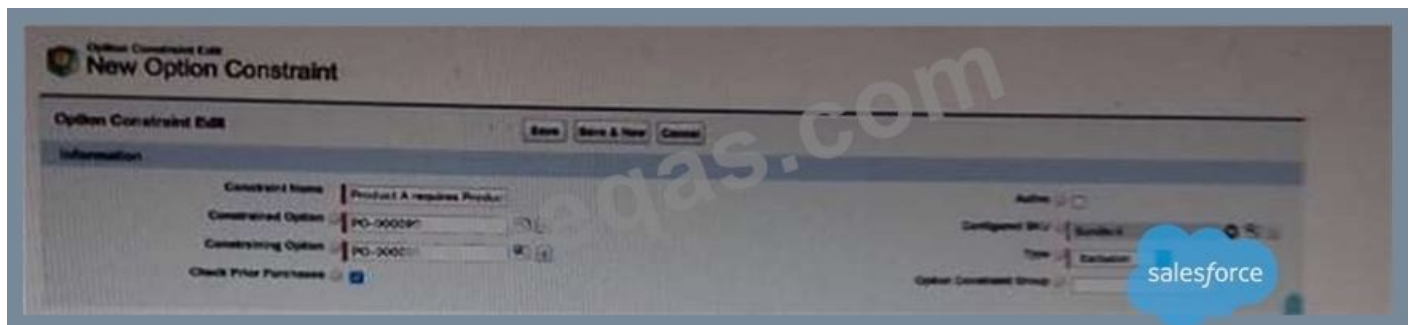 Option Constraint Edit
New Option Constraint
Option Constraint Edit
Save Save & New Cancel
Information
Constraint Name Product A requires Produc
Active
Constrained Option
Configured SKU
Constraining Option
Type Exclusion
Check Prior Purchases
Option Constraint Group
salesforce